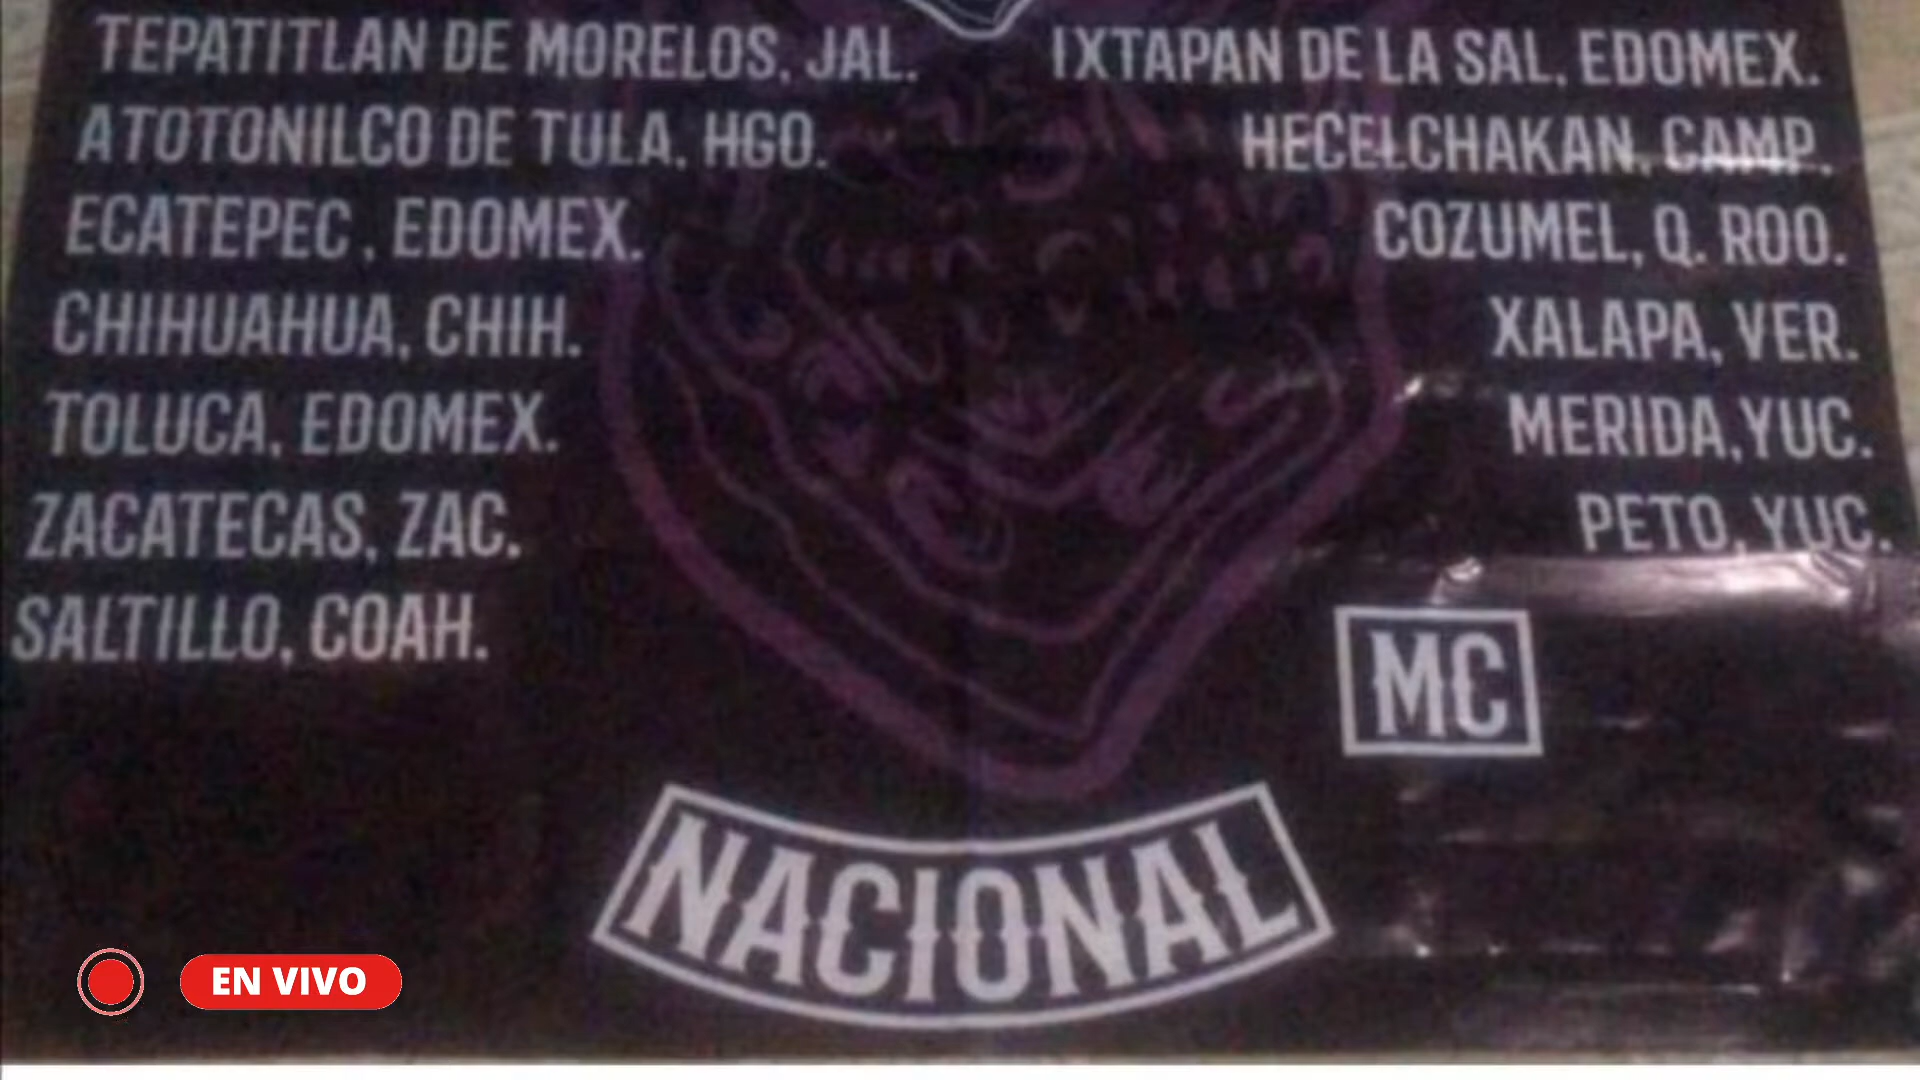 TEPATITLAN DE MORELOS, JAL.
ATOTONILCO DE TULA, HGO.
ECATEPEC, EDOMEX.
CHIHUAHUA, CHIH.
TOLUCA, EDOMEX.
ZACATECAS, ZAC.
SALTILLO, COAH.
IXTAPAN DE LA SAL, EDOMEX.
HECELCHAKAN, CAMP.
COZUMEL, Q. ROO.
XALAPA, VER.
MERIDA, YUC.
PETO, YUC.
MC
NACIONAL
EN VIVO